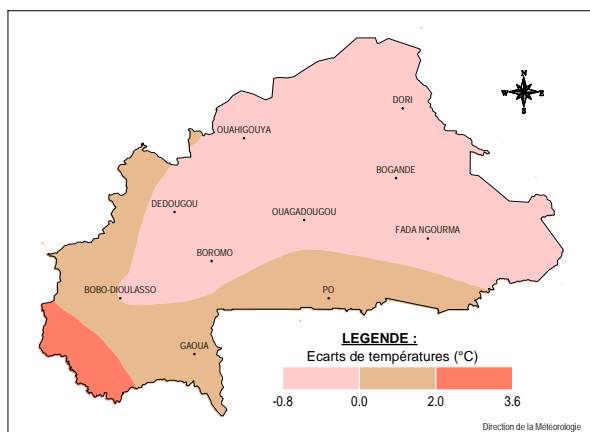 N
W E
S
DORI
OUAHIGOUYA
BOGANDE
DEDOUGOU
OUAGADOUGOU
FADA NGOURMA
BOROMO
BOBO-DIOULASSO
PO
GAOUA
LEGENDE :
Ecarts de températures (°C)
-0.8 0.0 2.0 3.6
Direction de la Météorologie